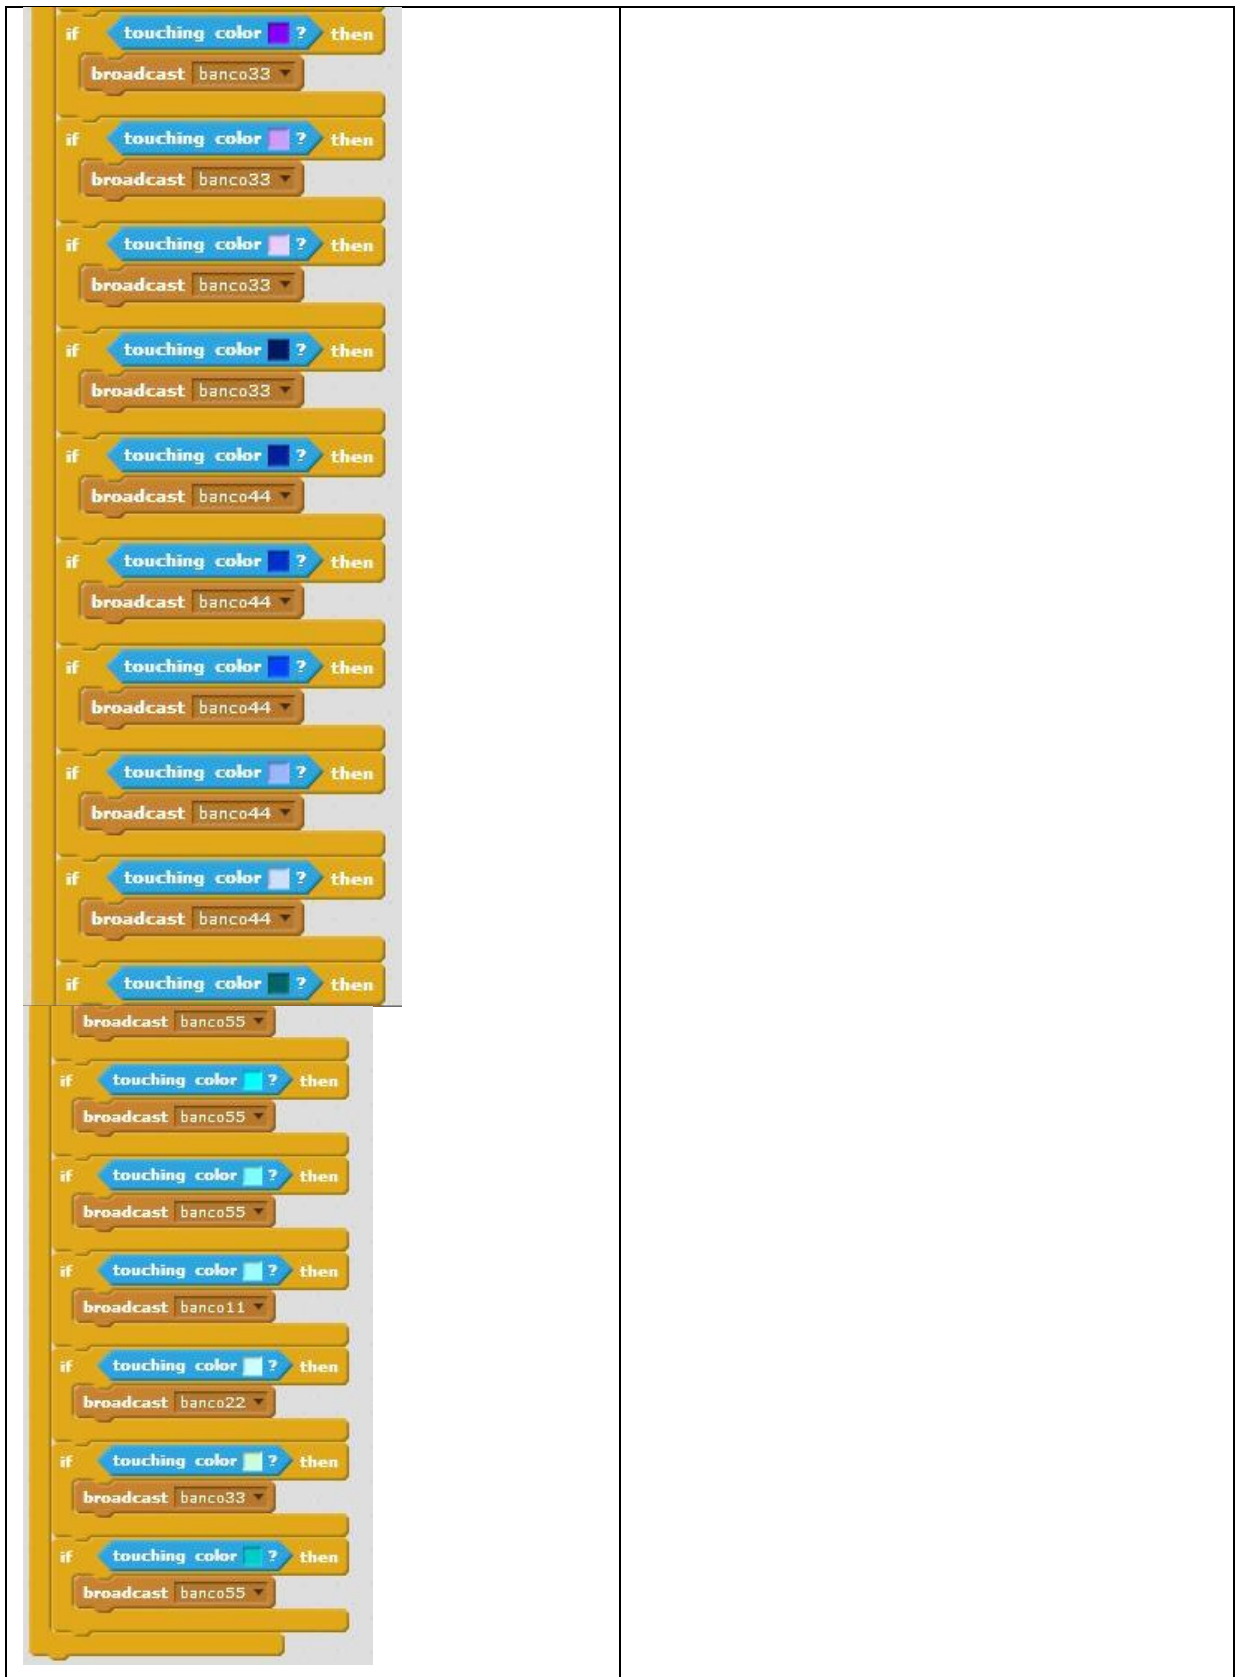 if touching color ? then
broadcast banco33
if touching color ? then
broadcast banco33
if touching color ? then
broadcast banco33
if touching color ? then
broadcast banco33
if touching color ? then
broadcast banco44
if touching color ? then
broadcast banco44
if touching color ? then
broadcast banco44
if touching color ? then
broadcast banco44
if touching color ? then
broadcast banco44
if touching color ? then
broadcast banco55
if touching color ? then
broadcast banco55
if touching color ? then
broadcast banco55
if touching color ? then
broadcast banco11
if touching color ? then
broadcast banco22
if touching color ? then
broadcast banco33
if touching color ? then
broadcast banco55